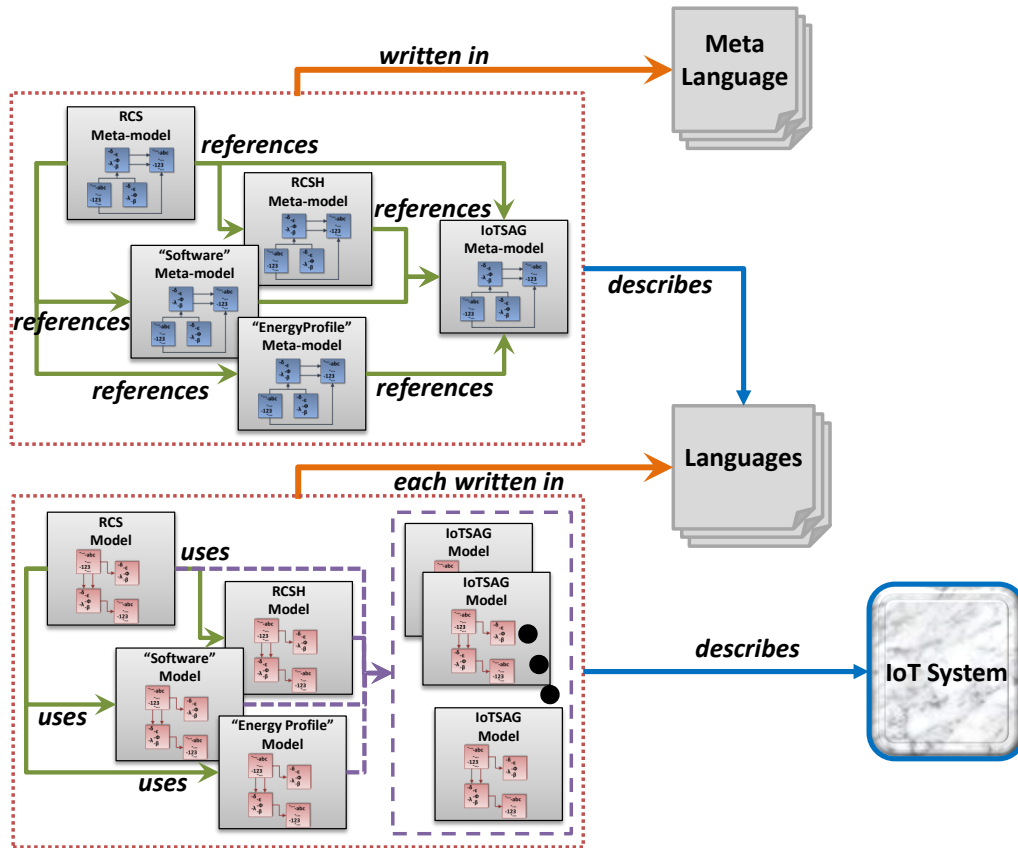 written in
Meta
Language
RCS
Meta-model
references
RCSH
Meta-model
references
IoTSAG
Meta-model
"Software"
Meta-model
describes
references
"EnergyProfile"
Meta-model
references
references
Languages
each written in
RCS
Model
uses
IoTSAG
Model
IoTSAG
Model
RCSH
Model
"Software"
Model
describes
IoT System
uses
"Energy Profile"
Model
IoTSAG
Model
uses